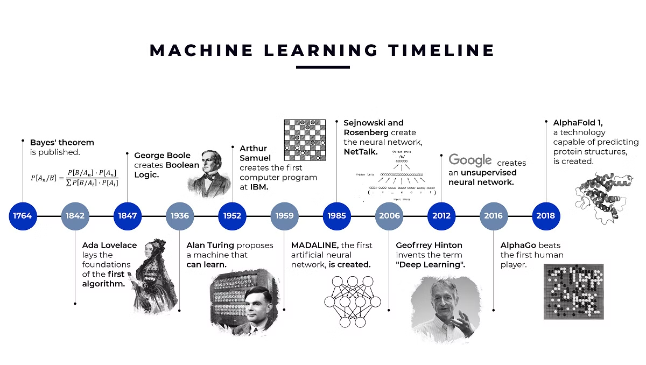 MACHINE LEARNING TIMELINE
Bayes' theorem
is published.
George Boole
creates Boolean
Logic.
Arthur
Samuel
creates the first
computer program
at IBM.
Sejnowski and
Rosenberg create
the neural network,
NetTalk.
Google creates
an unsupervised
neural network.
AlphaFold 1,
a technology
capable of predicting
protein structures,
is created.
1764 1842 1847 1936 1952 1959 1985 2006 2012 2016 2018
Ada Lovelace
lays the
foundations
of the first
algorithm.
Alan Turing proposes
a machine that
can learn.
MADALINE, the first
artificial neural
network, is created.
Geofrrey Hinton
invents the term
"Deep Learning".
AlphaGo beats
the first human
player.